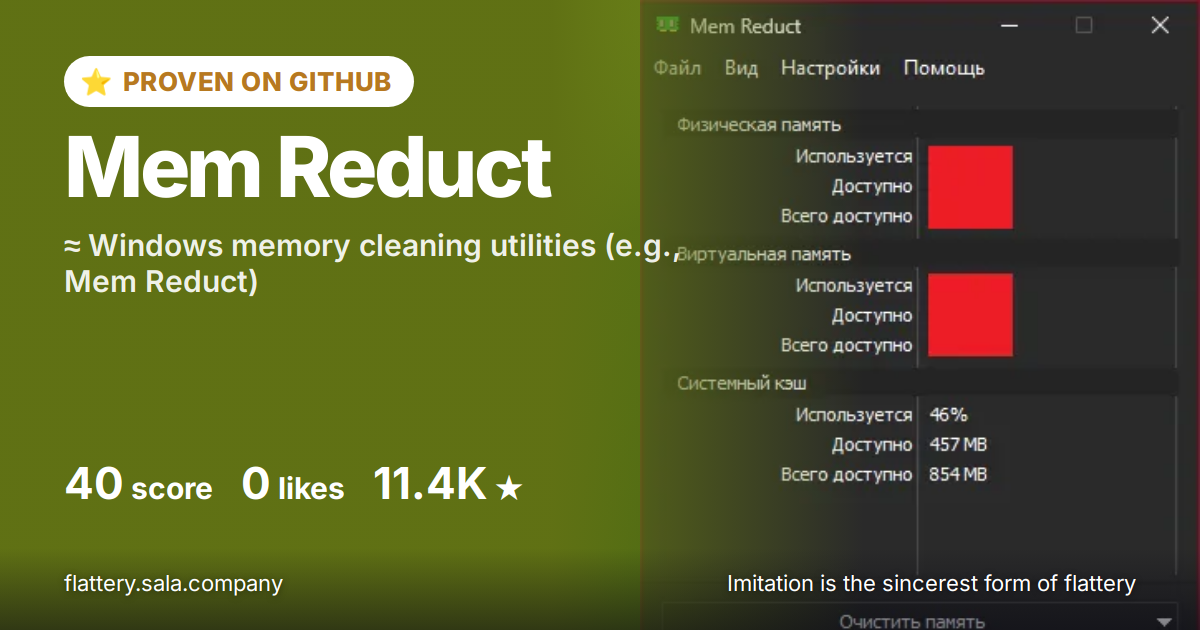 ⭐ PROVEN ON GITHUB
Mem Reduct
≈ Windows memory cleaning utilities (e.g.,
Mem Reduct)
40 score 0 likes 11.4K ★
flattery.sala.company
Mem Reduct
Файл Вид Настройки Помощь
Физическая память
Используется
Доступно
Всего доступно
Виртуальная память
Используется
Доступно
Всего доступно
Системный кэш
Используется 46%
Доступно 457 MB
Всего доступно 854 MB
Imitation is the sincerest form of flattery
Очистить память